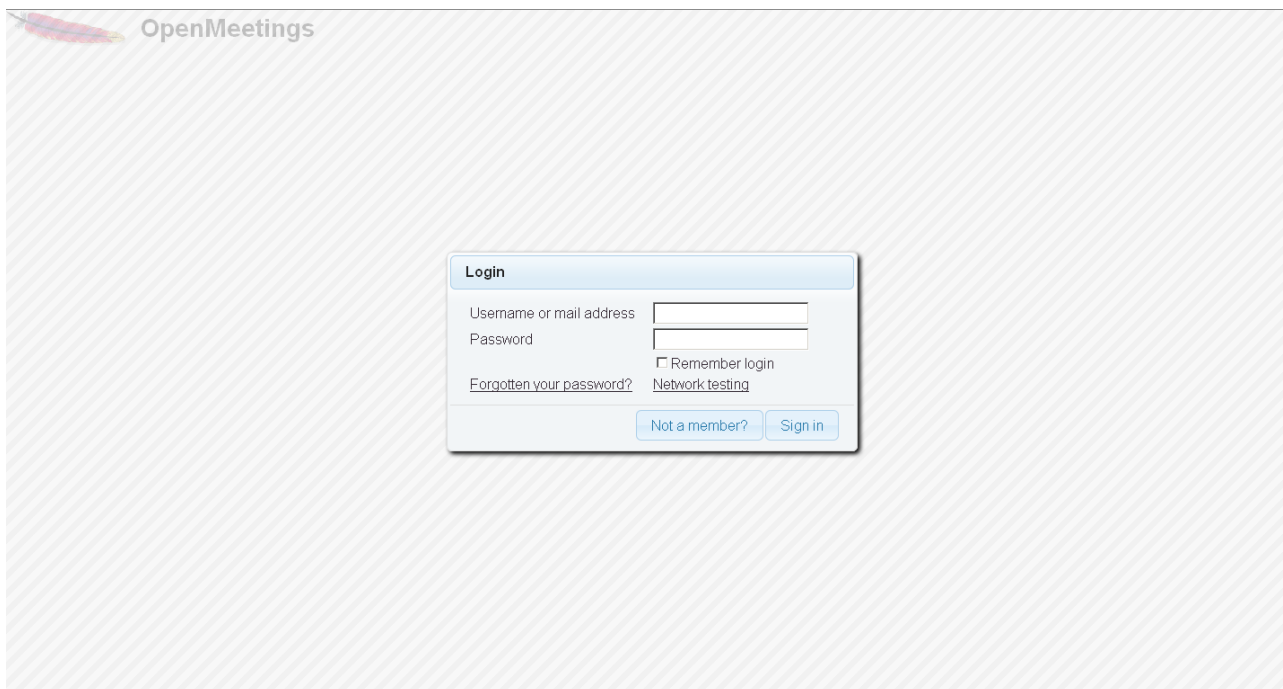 OpenMeetings
Login
Username or mail address
Password
Remember login
Forgotten your password? Network testing
Not a member? Sign in